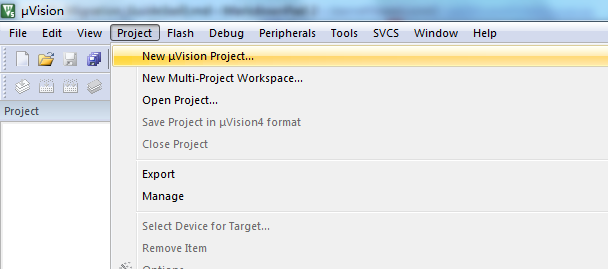 µVision
File Edit View Project Flash Debug Peripherals Tools SVCS Window Help
New µVision Project...
New Multi-Project Workspace...
Open Project...
Project
Save Project in µVision4 format
Close Project
Export
Manage
Select Device for Target...
Remove Item